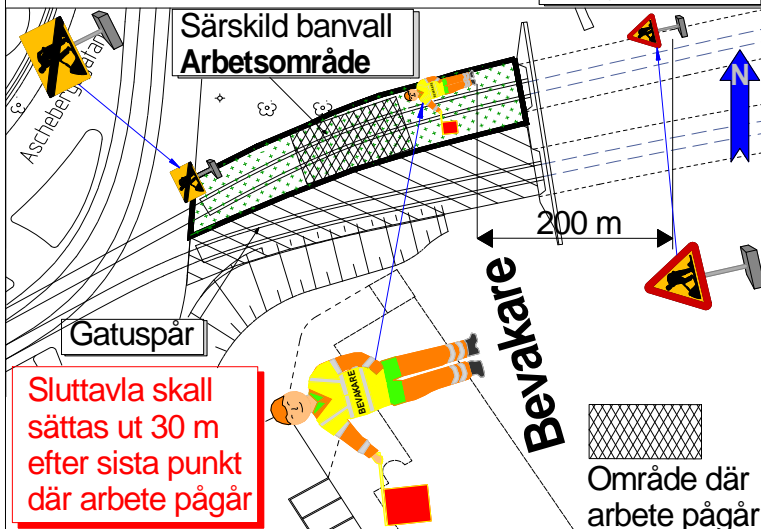 Särskild banvall
Arbetsområde
N
200 m
Bevakare
Gatuspår
BEVAKARE
Sluttavla skall
sättas ut 30 m
efter sista punkt
där arbete pågår
Område där
arbete pågår